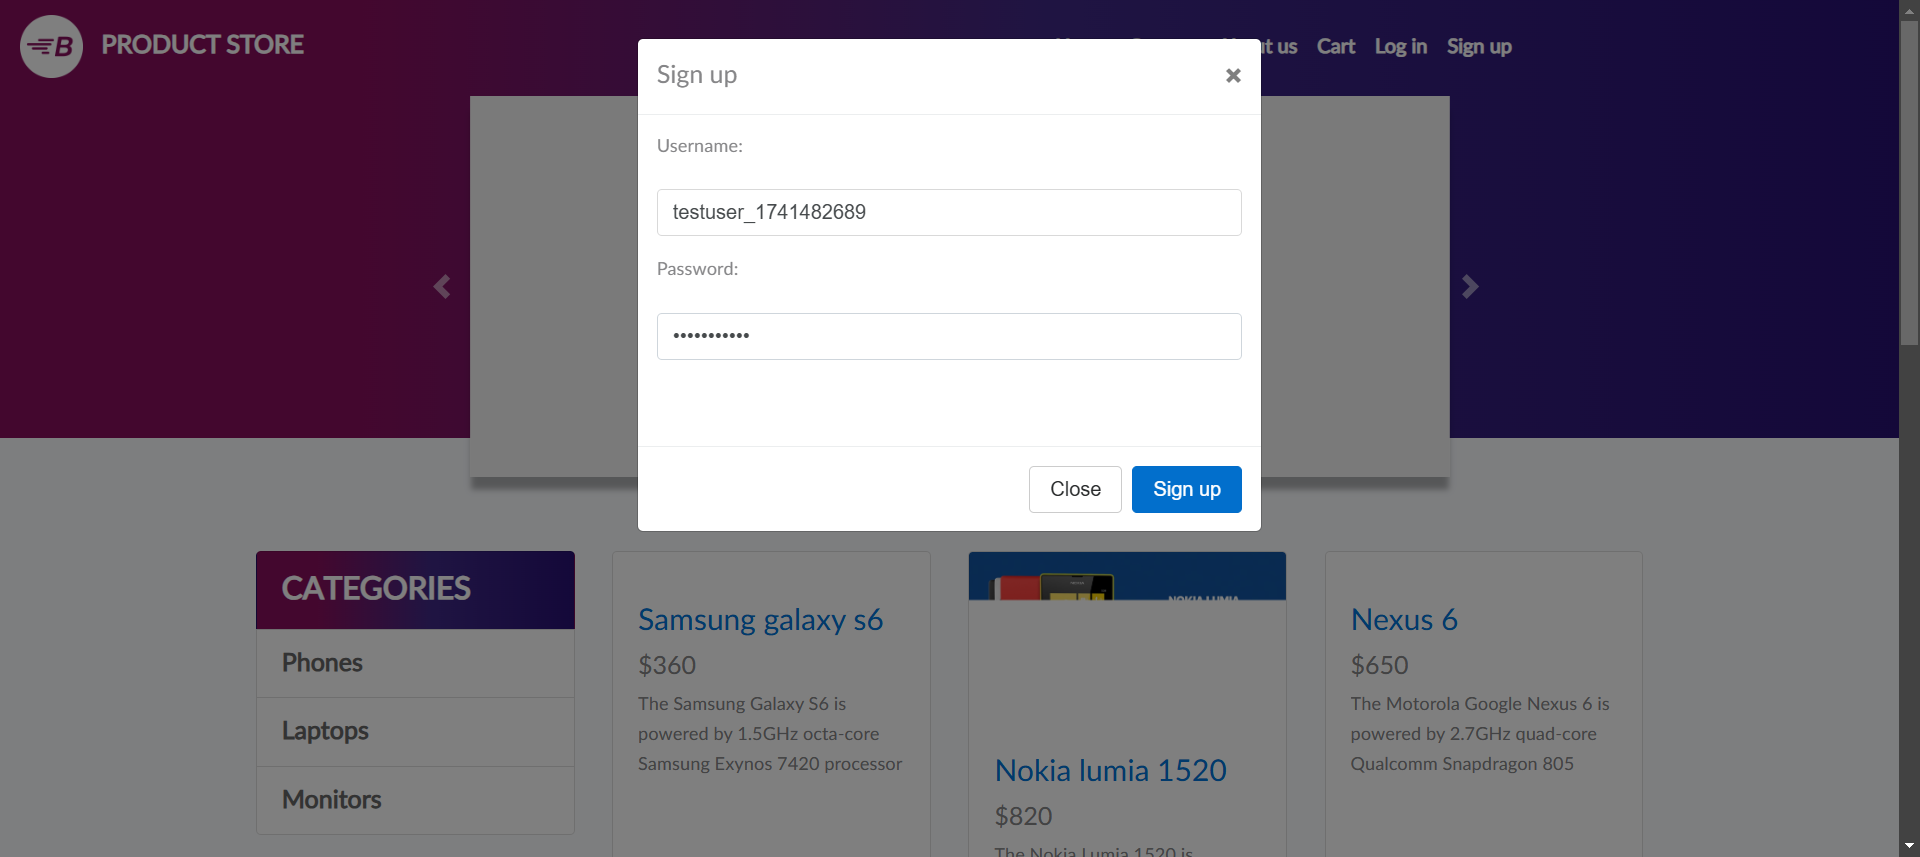 B PRODUCT STORE
t us Cart Log in Sign up
Sign up
Username:
testuser_1741482689
Password:
•••••••••••
Close Sign up
CATEGORIES
Phones
Laptops
Monitors
Samsung galaxy s6
$360
The Samsung Galaxy S6 is
powered by 1.5GHz octa-core
Samsung Exynos 7420 processor
NOKIA LUMIA
Nokia lumia 1520
$820
The Nokia Lumia 1520 is
Nexus 6
$650
The Motorola Google Nexus 6 is
powered by 2.7GHz quad-core
Qualcomm Snapdragon 805